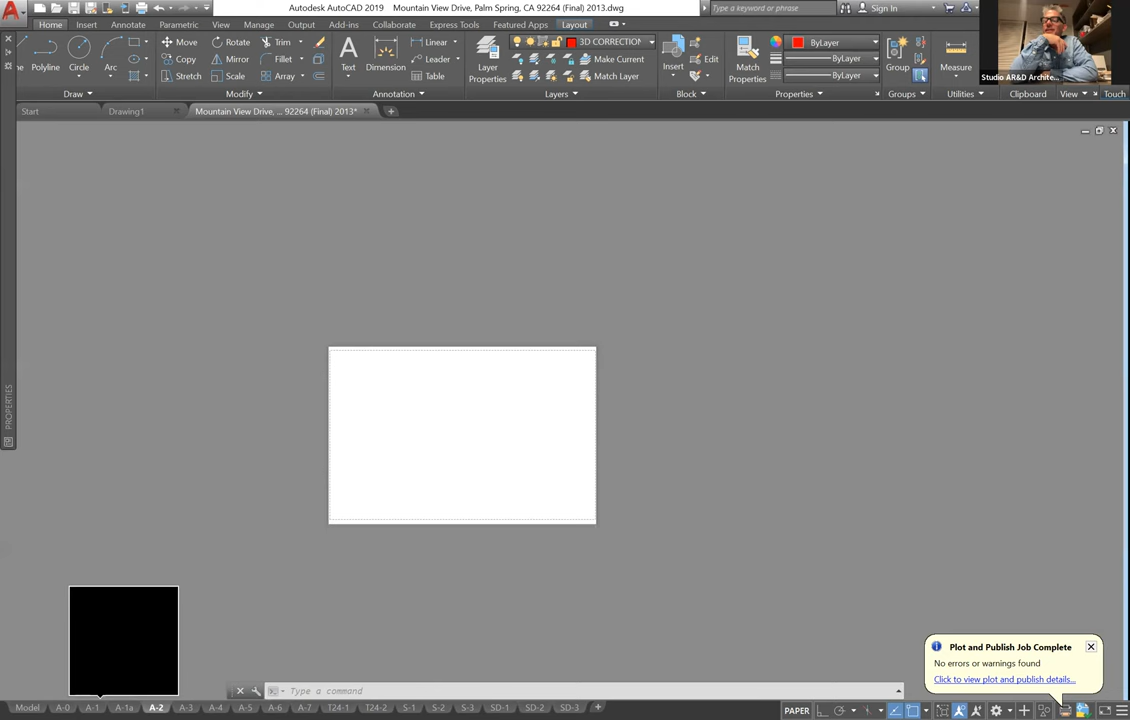 Autodesk AutoCAD 2019 Mountain View Drive, Palm Spring, CA 92264 (Final) 2013.dwg
Type a keyword or phrase
Sign In
Home Insert Annotate Parametric View Manage Output Add-ins Collaborate Express Tools Featured Apps Layout
Polyline
Circle
Arc
Move Rotate Trim
Copy Mirror Fillet
Stretch Scale Array
Text
Dimension
Linear
Leader
Table
Layer
Properties
3D CORRECTION
Make Current
Match Layer
Insert
Edit
Match
Properties
ByLayer
ByLayer
ByLayer
Group
Measure
Studio AR&D Archite...
Draw Modify Annotation Layers Block Properties Groups Utilities Clipboard View Touch
Start Drawing1 Mountain View Drive, ... 92264 (Final) 2013*
PROPERTIES
Plot and Publish Job Complete
No errors or warnings found
Click to view plot and publish details...
Type a command
Model A-0 A-1 A-1a A-2 A-3 A-4 A-5 A-6 A-7 T24-1 T24-2 S-1 S-2 S-3 SD-1 SD-2 SD-3
PAPER